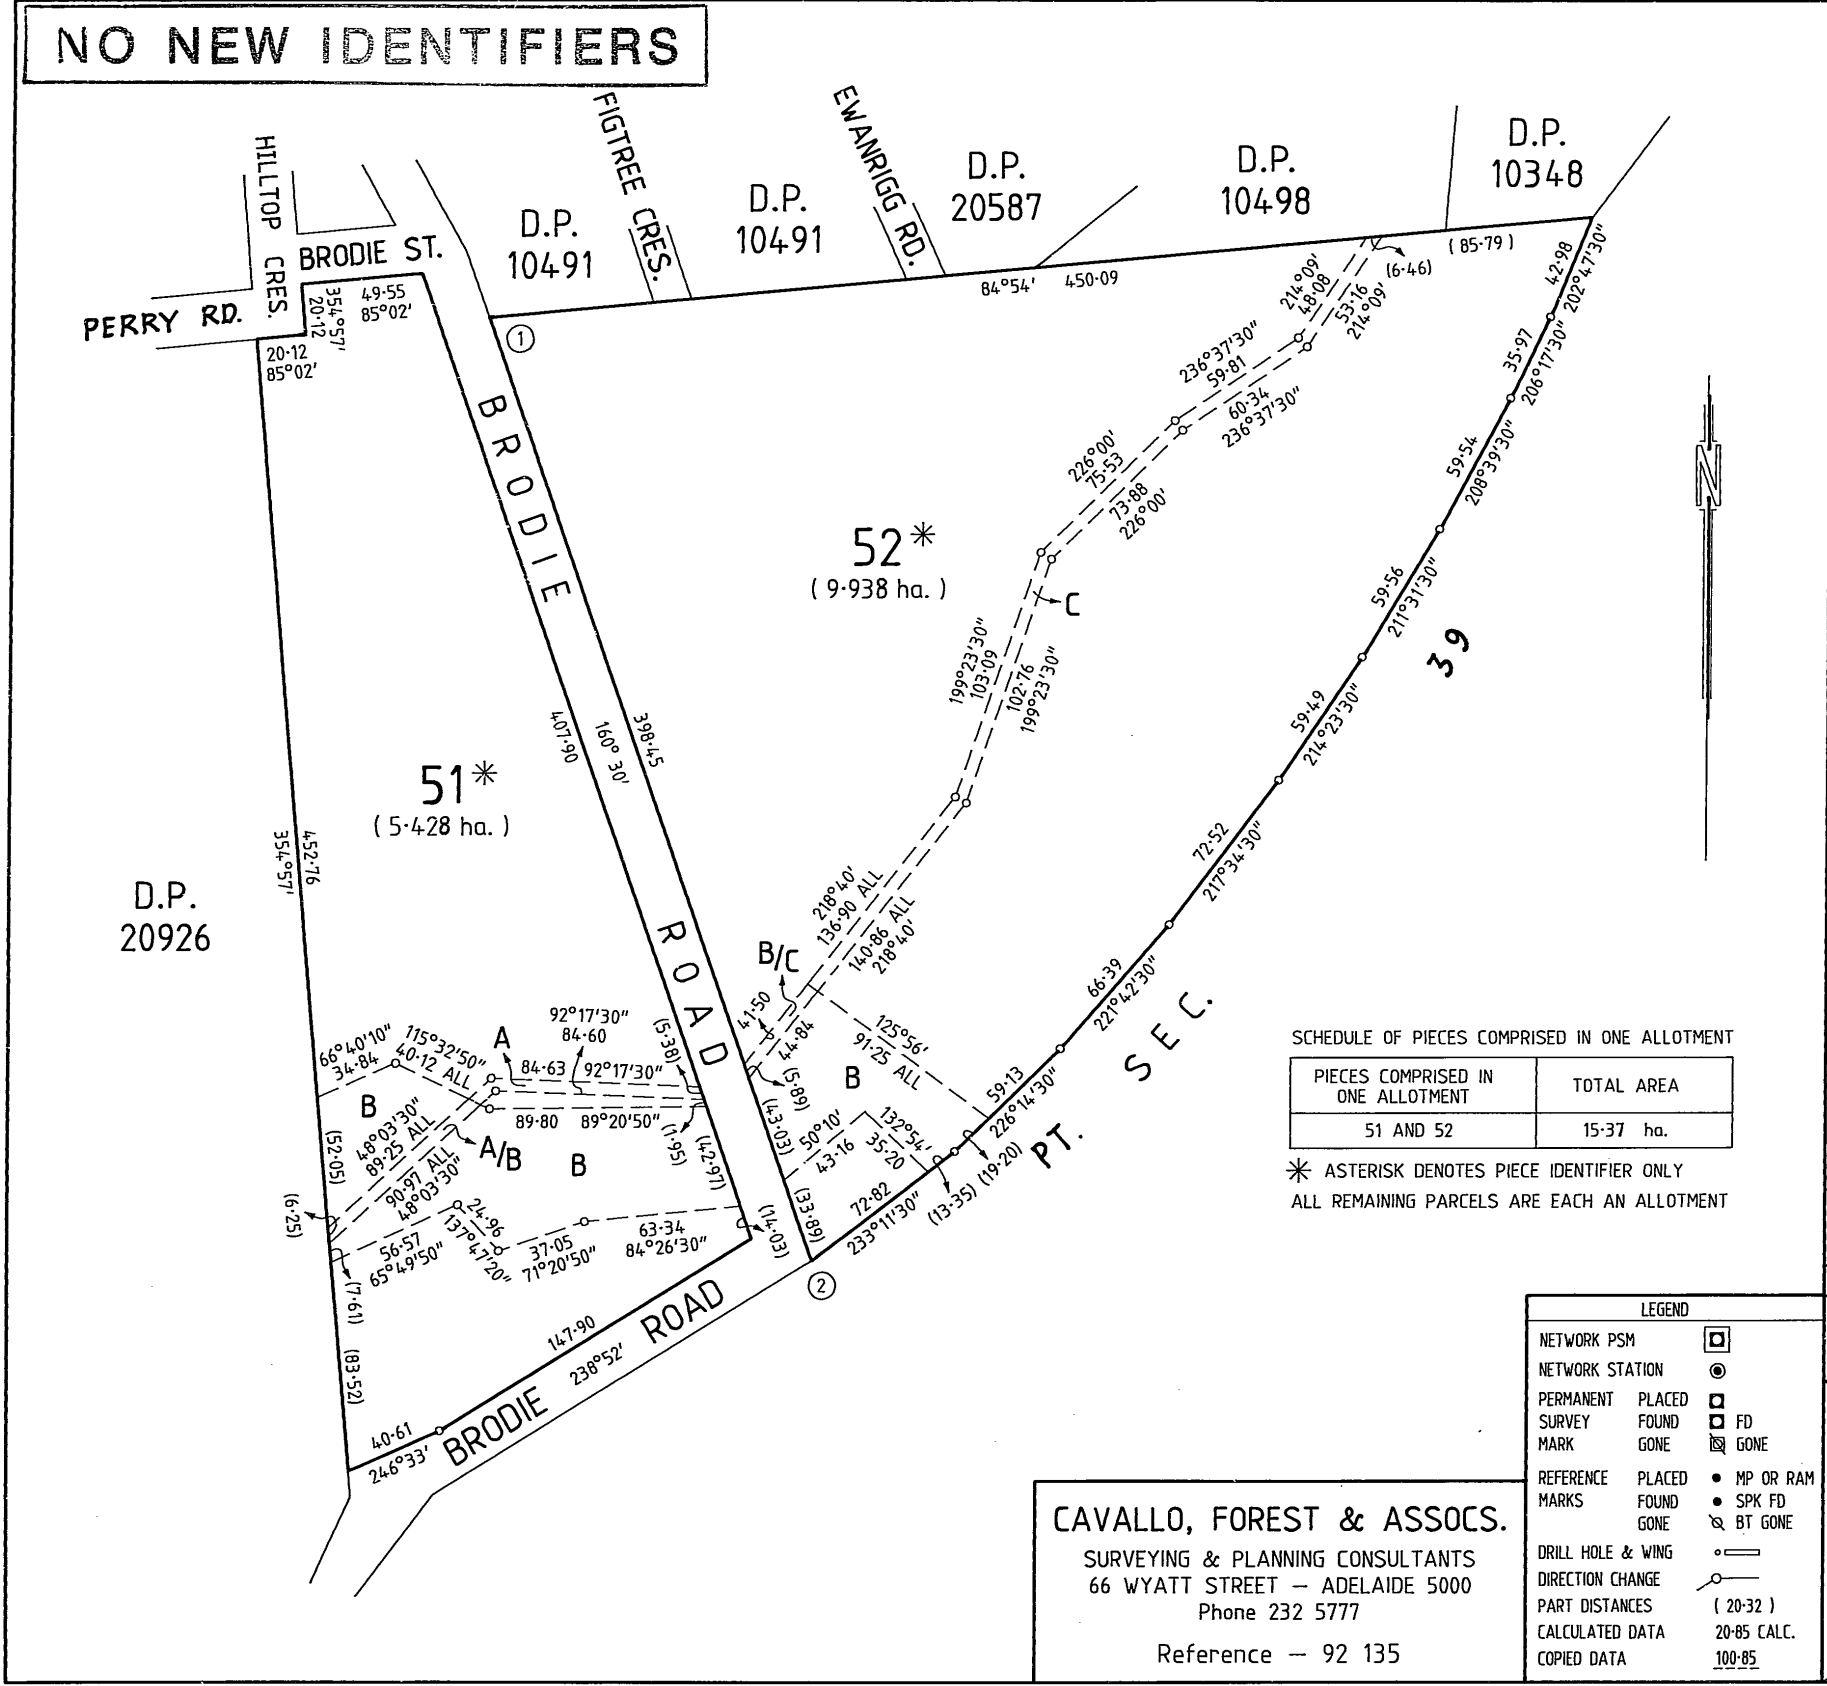 NO NEW IDENTIFIERS
HILLTOP CRES.
FIGTREE CRES.
EWANRIGG RD.
D.P.
10491
D.P.
10491
D.P.
20587
D.P.
10498
D.P.
10348
BRODIE ST.
PERRY RD.
49·55
85°02'
354°57'
20·12
20·12
85°02'
84°54' 450·09
(6·46)
(85·79)
1
42·98
202°47'30"
35·97
206°17'30"
59·54
208°39'30"
59·56
211°31'30"
59·49
214°23'30"
72·52
217°34'30"
66·39
221°42'30"
59·13
226°14'30"
(19·20)
(13·35)
72·82
233°11'30"
214°09'
48·08
53·16
214°09'
236°37'30"
59·81
60·34
236°37'30"
226°00'
75·53
73·88
226°00'
C
199°23'30"
103·09
102·76
199°23'30"
218°40'
136·90 ALL
140·86 ALL
218°40'
52*
(9·938 ha.)
51*
(5·428 ha.)
BRODIE ROAD
407·90
160°30'
398·45
39
PT. SEC.
N
D.P.
20926
452·76
354°57'
B/C
41·50
44·84
(5·89)
125°56'
91·25 ALL
B
(43·03)
50°10'
43·16
132°54'
35·20
(33·89)
2
66°40'10"
34·84
115°32'50"
40·12 ALL
A
92°17'30"
84·60
84·63 92°17'30"
(5·38)
89·80 89°20'50"
(1·95)
(42·97)
B
(52·05)
48°03'30"
89·25 ALL
90·97 ALL
48°03'30"
A/B
B
(6·25)
56·57
65°49'50"
24·96
137°47'20"
37·05
71°20'50"
63·34
84°26'30"
(14·03)
(7·61)
(83·52)
147·90
238°52'
BRODIE ROAD
40·61
246°33'
SCHEDULE OF PIECES COMPRISED IN ONE ALLOTMENT
PIECES COMPRISED IN ONE ALLOTMENT
TOTAL AREA
51 AND 52
15·37 ha.
* ASTERISK DENOTES PIECE IDENTIFIER ONLY
ALL REMAINING PARCELS ARE EACH AN ALLOTMENT
CAVALLO, FOREST & ASSOCS.
SURVEYING & PLANNING CONSULTANTS
66 WYATT STREET – ADELAIDE 5000
Phone 232 5777
Reference – 92 135
LEGEND
NETWORK PSM
NETWORK STATION
PERMANENT PLACED
SURVEY FOUND FD
MARK GONE GONE
REFERENCE PLACED MP OR RAM
MARKS FOUND SPK FD
GONE BT GONE
DRILL HOLE & WING
DIRECTION CHANGE
PART DISTANCES (20·32)
CALCULATED DATA 20·85 CALC.
COPIED DATA 100·85